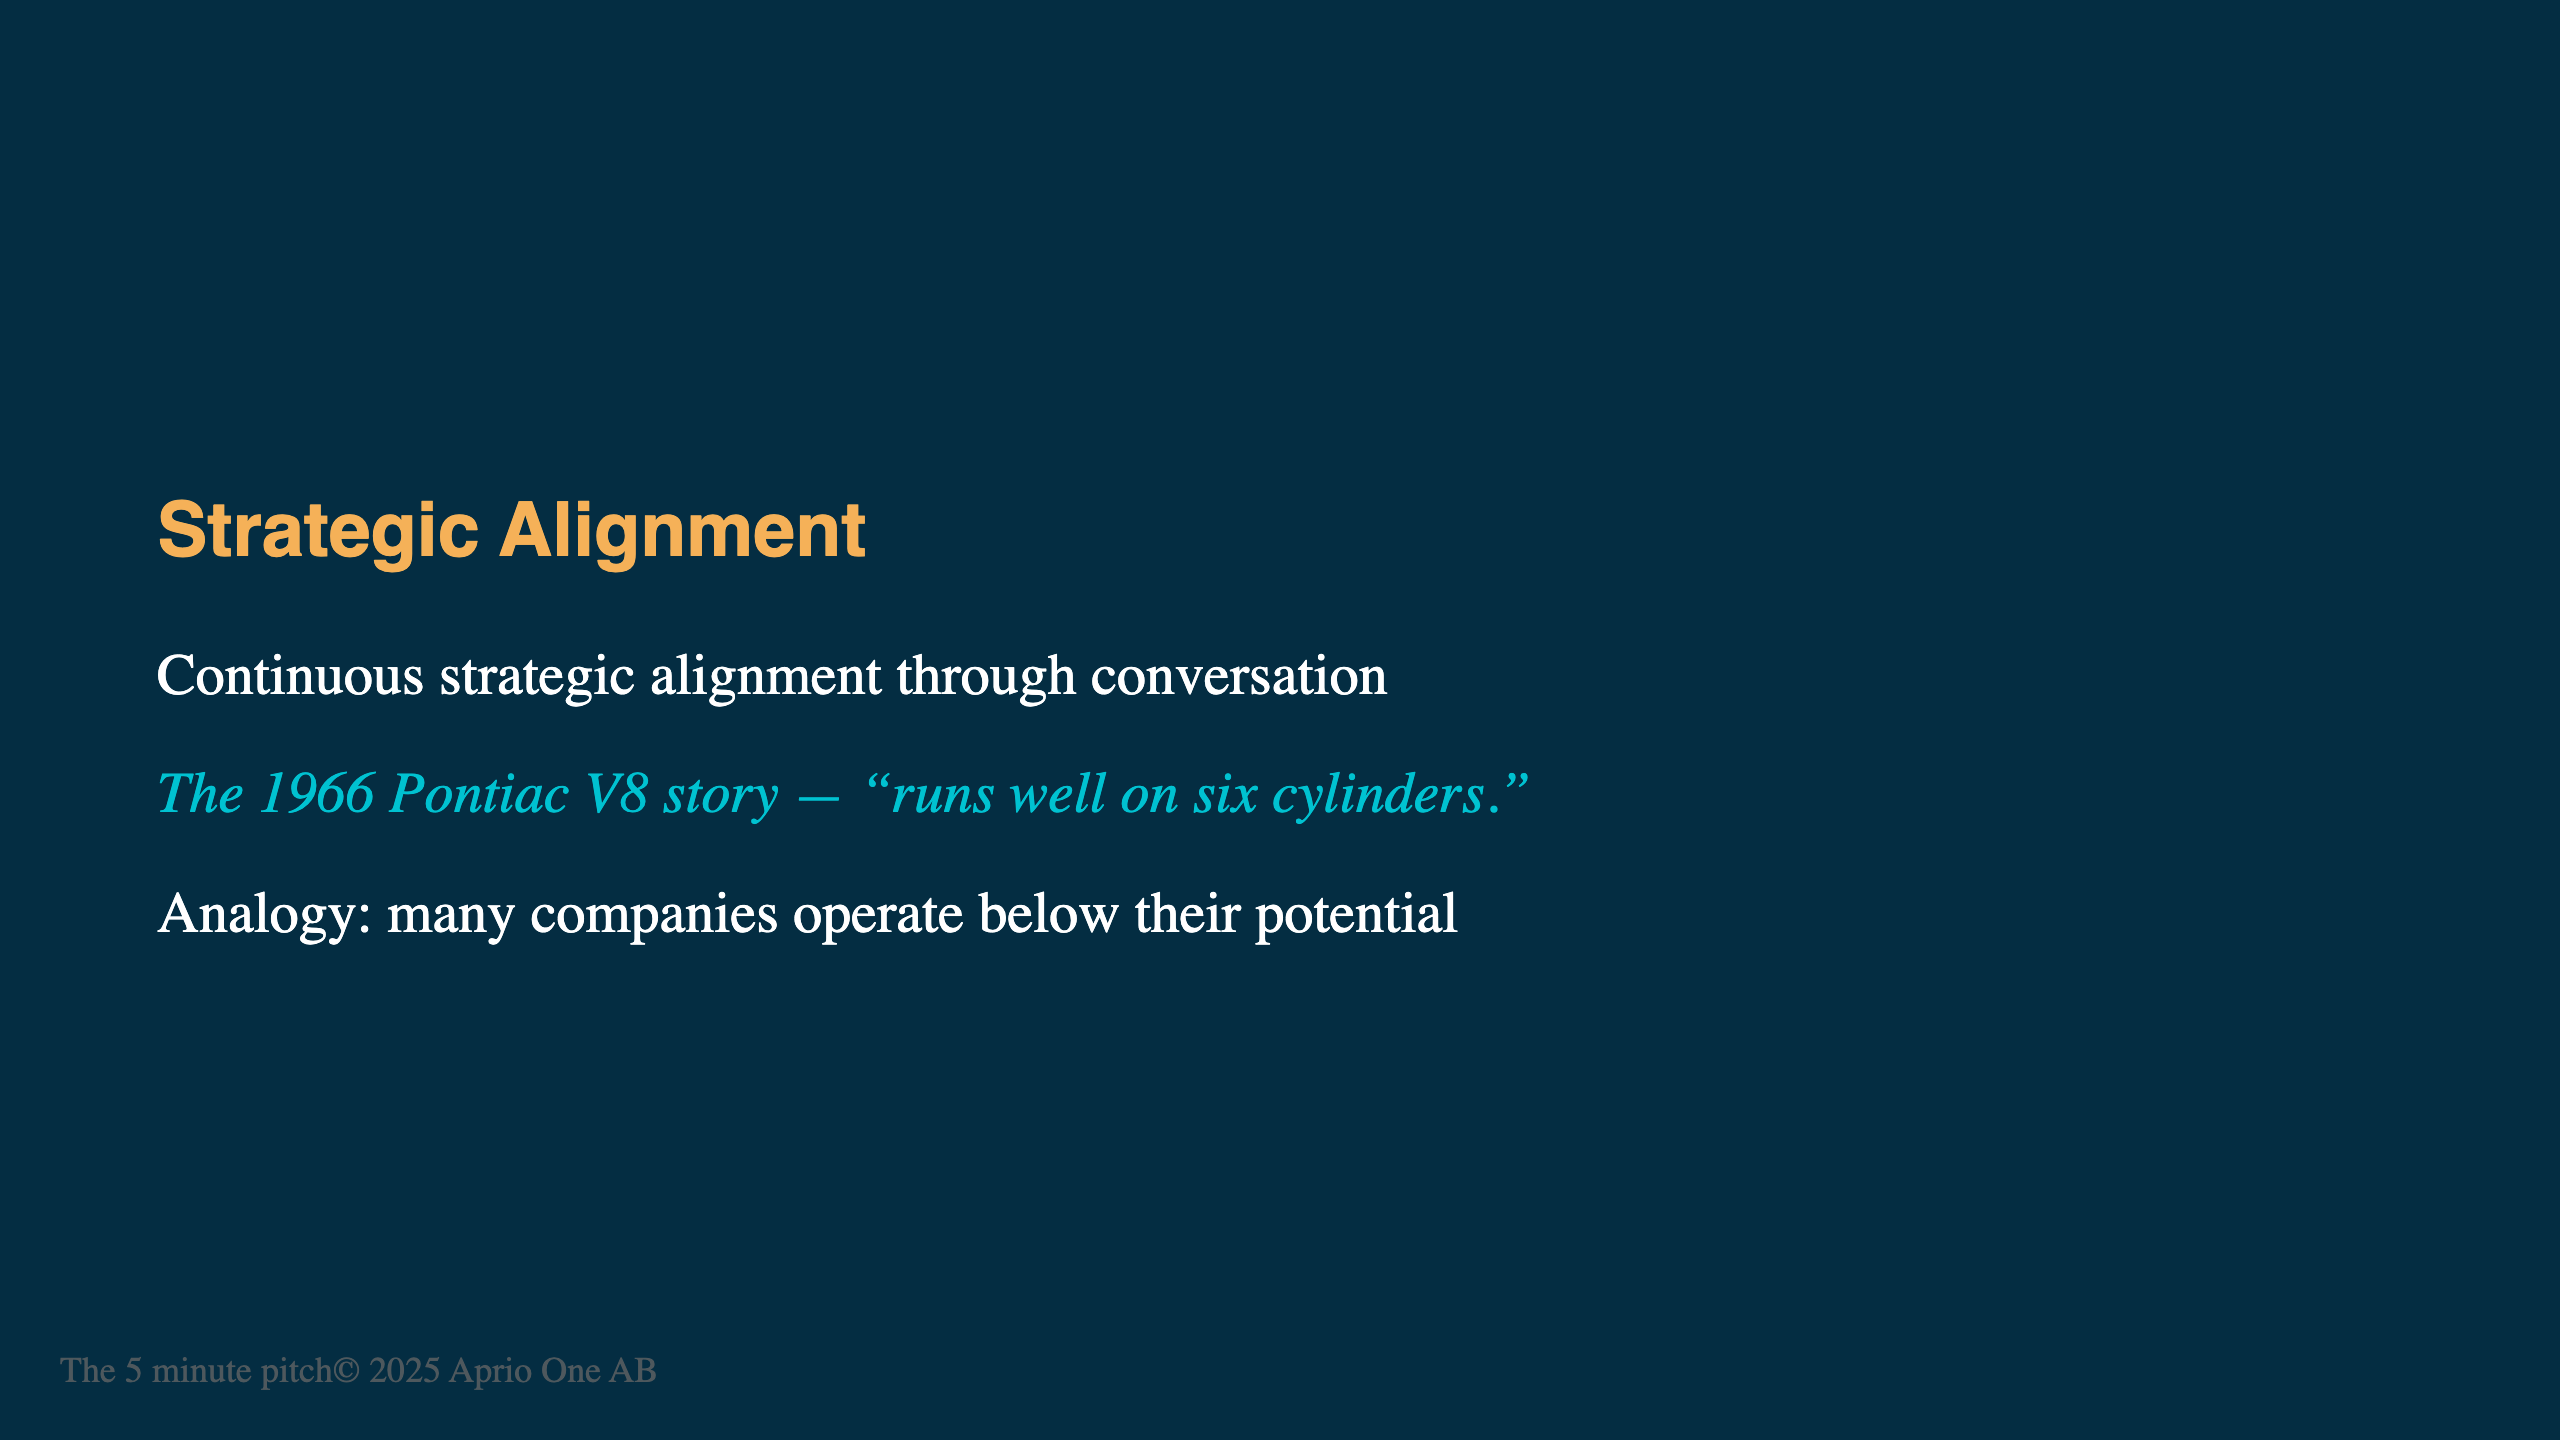 Strategic Alignment
Continuous strategic alignment through conversation
The 1966 Pontiac V8 story — “runs well on six cylinders.”
Analogy: many companies operate below their potential
The 5 minute pitch© 2025 Aprio One AB